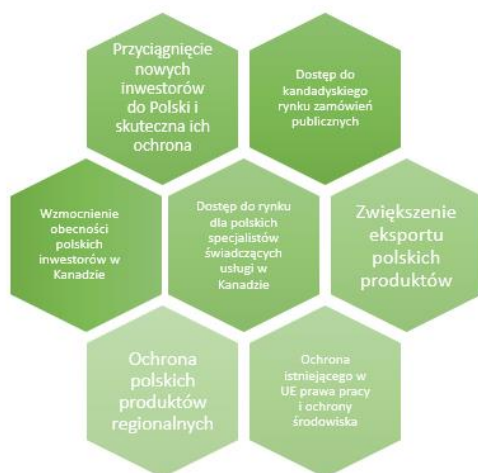 Przyciągnięcie
nowych
inwestorów
do Polski i
skuteczna ich
ochrona
Dostęp do
kandadyskiego
rynku zamówień
publicznych
Wzmocnienie
obecności
polskich
inwestorów w
Kanadzie
Dostęp do rynku
dla polskich
specjalistów
świadczących
usługi w
Kanadzie
Zwiększenie
eksportu
polskich
produktów
Ochrona
polskich
produktów
regionalnych
Ochrona
istniejącego w
UE prawa pracy
i ochrony
środowiska